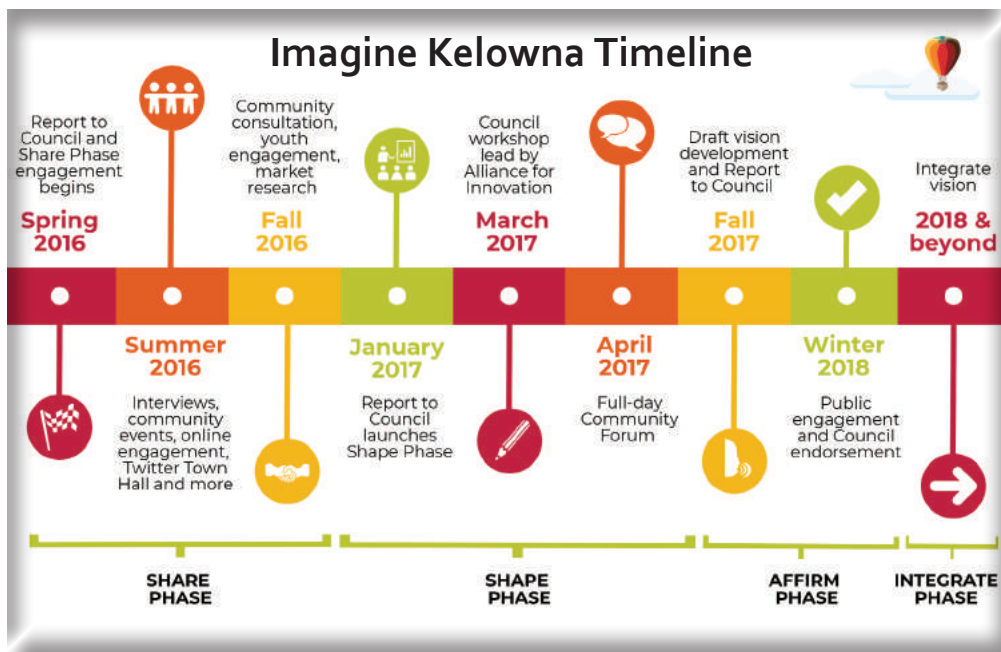 Imagine Kelowna Timeline
Report to
Council and
Share Phase
engagement
begins
Spring
2016
Summer
2016
Interviews,
community
events, online
engagement,
Twitter Town
Hall and more
Community
consultation,
youth
engagement,
market
research
Fall
2016
January
2017
Report to
Council
launches
Shape Phase
Council
workshop
lead by
Alliance for
Innovation
March
2017
April
2017
Full-day
Community
Forum
Draft vision
development
and Report
to Council
Fall
2017
Winter
2018
Public
engagement
and Council
endorsement
Integrate
vision
2018 &
beyond
SHARE
PHASE
SHAPE
PHASE
AFFIRM
PHASE
INTEGRATE
PHASE